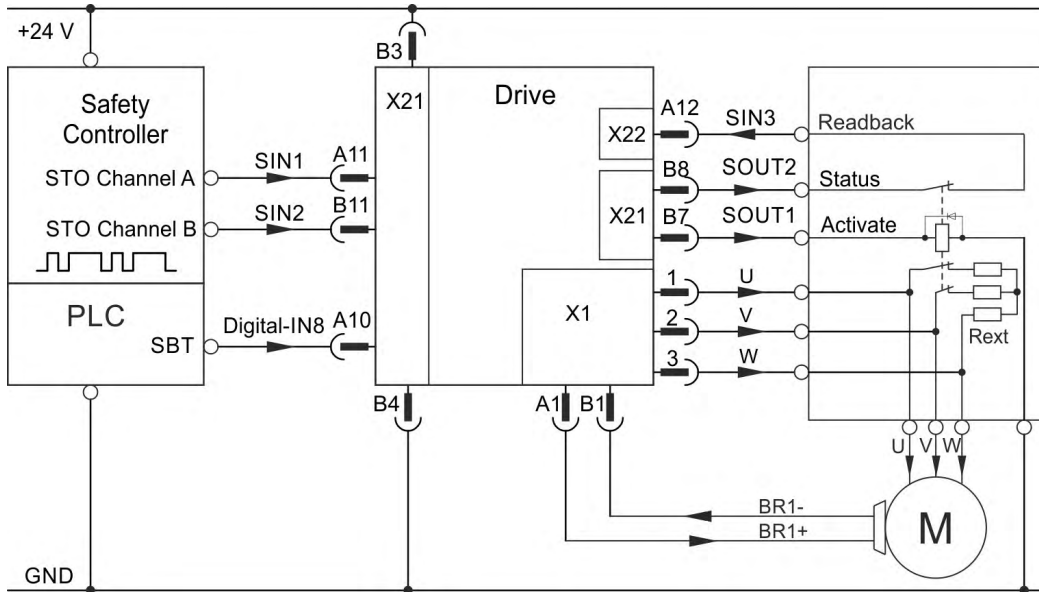 +24 V
Safety
Controller
STO Channel A
STO Channel B
PLC
SBT
GND
SIN1
A11
SIN2
B11
Digital-IN8
A10
B3
X21
Drive
B4
X22
X21
X1
A12
SIN3
B8
SOUT2
B7
SOUT1
1
U
2
V
3
W
A1
B1
Readback
Status
Activate
Rext
U
V
W
BR1-
BR1+
M